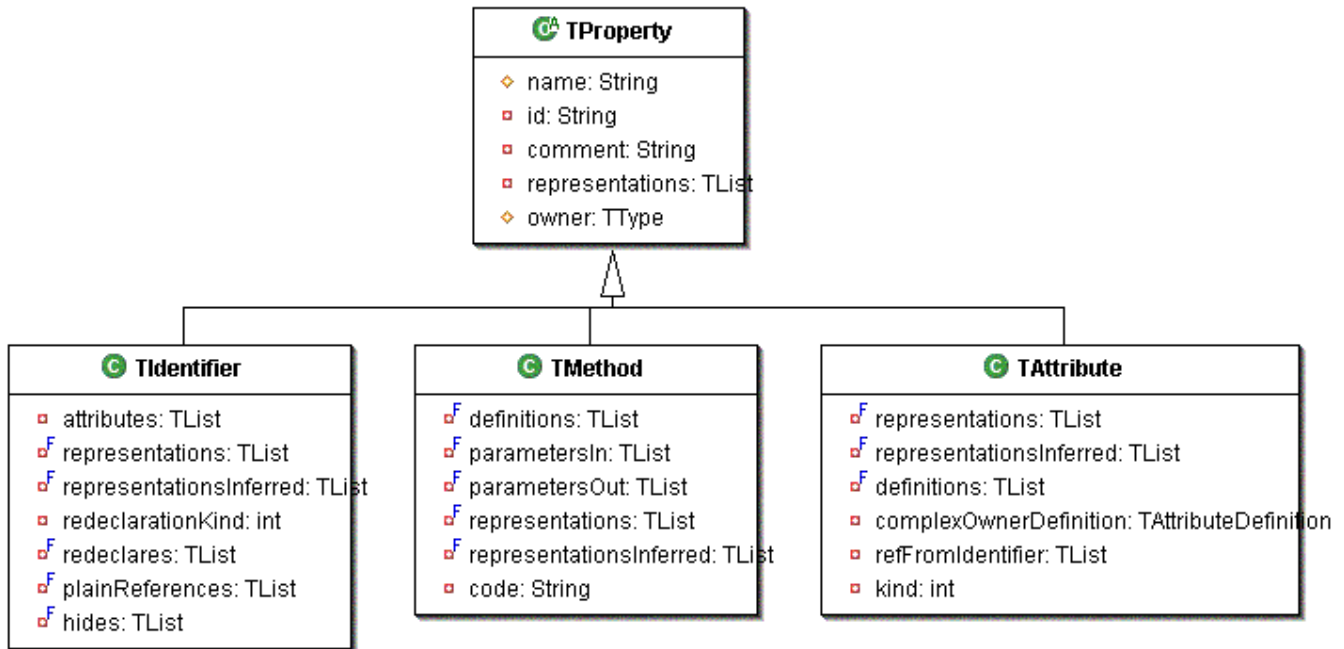 TProperty
name: String
id: String
comment: String
representations: TList
owner: TType
TIdentifier
attributes: TList
representations: TList
representationsInferred: TList
redeclarationKind: int
redeclares: TList
plainReferences: TList
hides: TList
TMethod
definitions: TList
parametersIn: TList
parametersOut: TList
representations: TList
representationsInferred: TList
code: String
TAttribute
representations: TList
representationsInferred: TList
definitions: TList
complexOwnerDefinition: TAttributeDefinition
refFromIdentifier: TList
kind: int